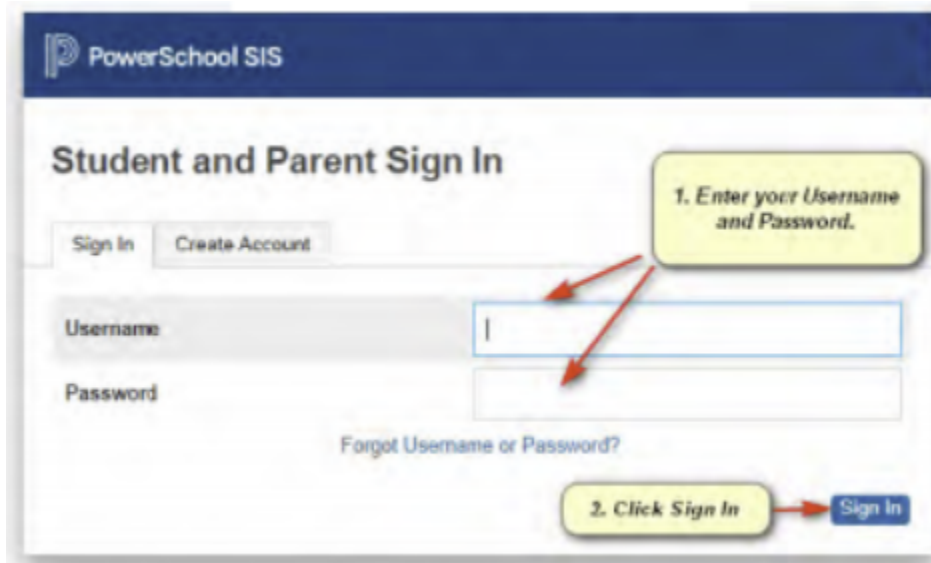 PowerSchool SIS
Student and Parent Sign In
1. Enter your Username
and Password.
Sign In
Create Account
Username
Password
Forgot Username or Password?
2. Click Sign In
Sign In